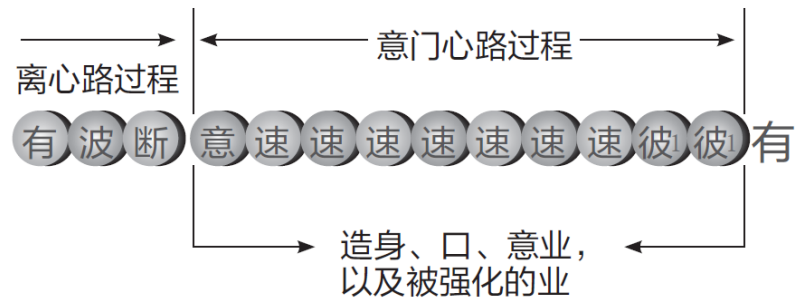 意门心路过程
离心路过程
有 波 断 意 速 速 速 速 速 速 速 彼1 彼1 有
造身、口、意业，
以及被强化的业